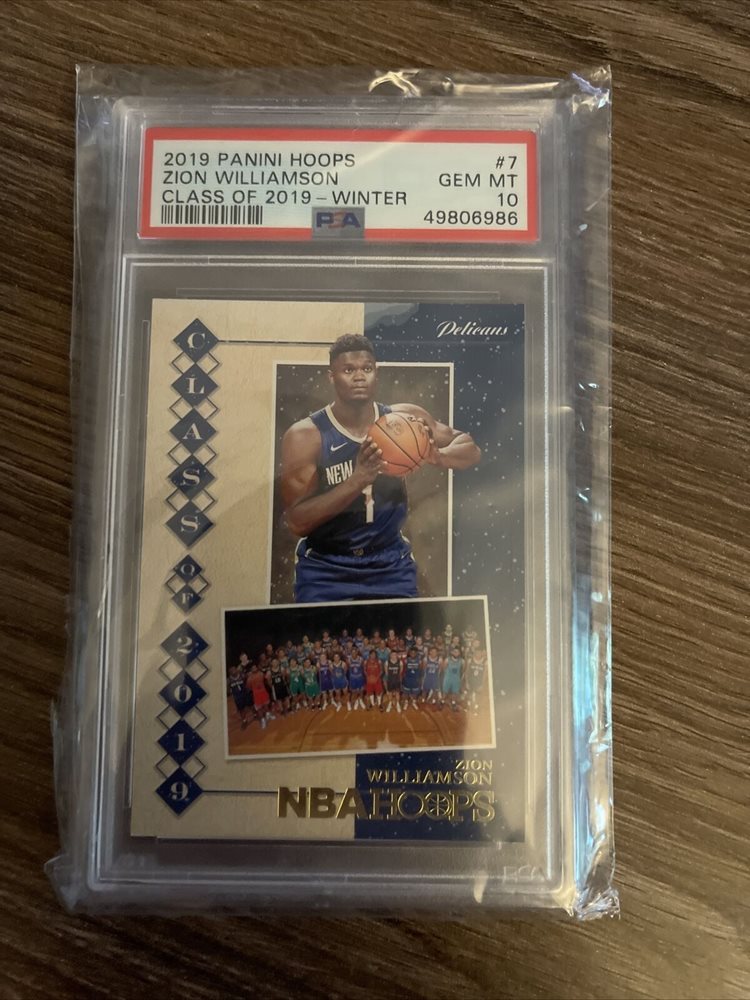 2019 PANINI HOOPS #7
ZION WILLIAMSON GEM MT
CLASS OF 2019 - WINTER 10
PSA 49806986
Pelicans
CLASS
OF
2019
NEW
1
ZION
WILLIAMSON
NBA HOOPS